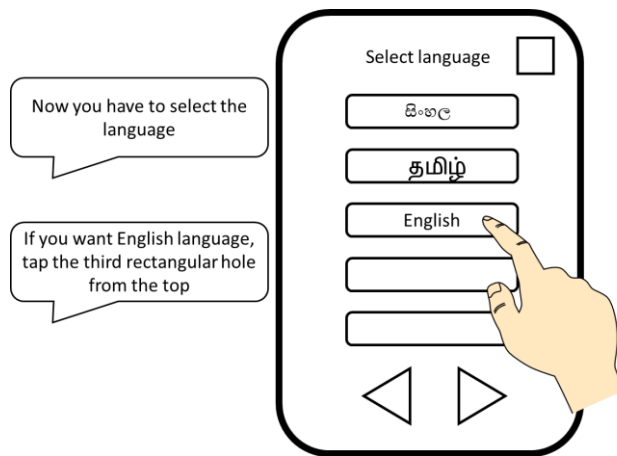 Now you have to select the
language
If you want English language,
tap the third rectangular hole
from the top
Select language
සිංහල
தமிழ்
English